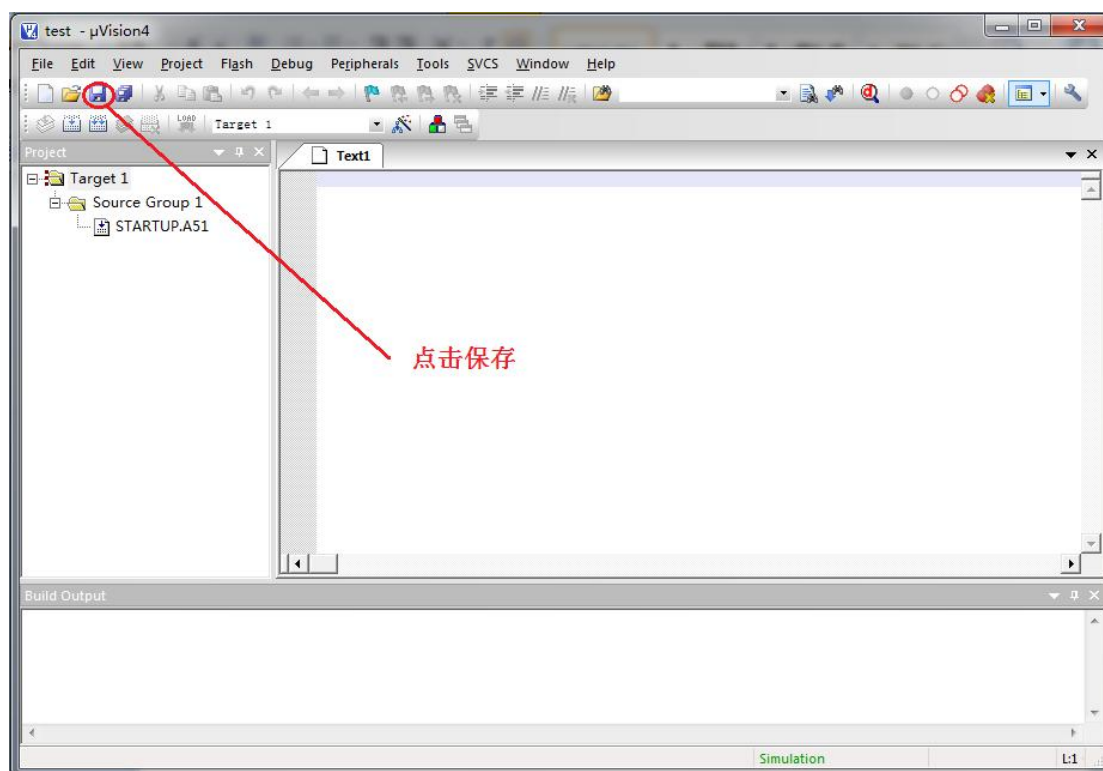 test - µVision4
File Edit View Project Flash Debug Peripherals Tools SVCS Window Help
LOAD Target 1
Project
Text1
Target 1
Source Group 1
STARTUP.A51
点击保存
Build Output
Simulation L:1